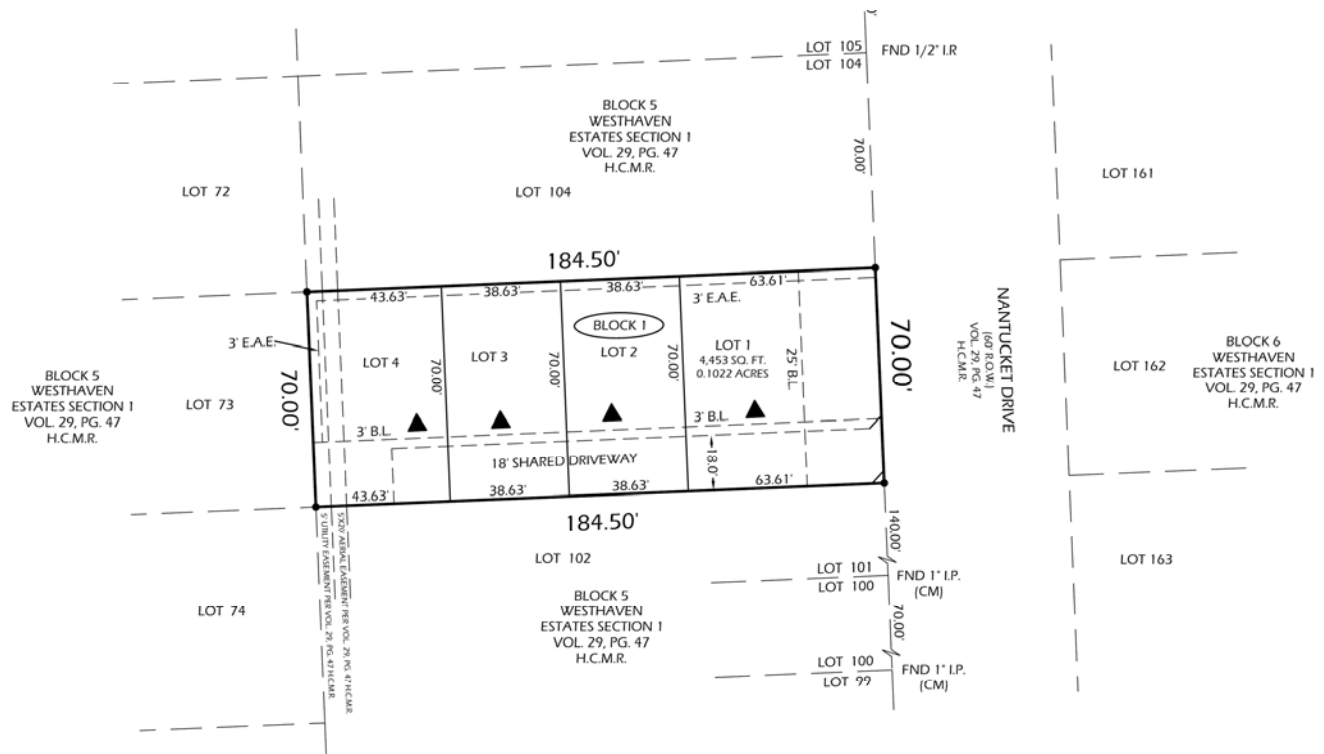 LOT 105
LOT 104
FND 1/2" I.R
BLOCK 5
WESTHAVEN
ESTATES SECTION 1
VOL. 29, PG. 47
H.C.M.R.
70.00'
LOT 72
LOT 104
LOT 161
184.50'
43.63'
38.63'
38.63'
63.61'
3' E.A.E.
BLOCK 1
3' E.A.E.
LOT 4
LOT 3
LOT 2
LOT 1
4,453 SQ. FT.
0.1022 ACRES
70.00'
70.00'
70.00'
70.00'
25' B.L.
70.00'
NANTUCKET DRIVE
(60' R.O.W.)
VOL. 29, PG. 47
H.C.M.R.
BLOCK 5
WESTHAVEN
ESTATES SECTION 1
VOL. 29, PG. 47
H.C.M.R.
LOT 73
LOT 162
BLOCK 6
WESTHAVEN
ESTATES SECTION 1
VOL. 29, PG. 47
H.C.M.R.
3' B.L.
3' B.L.
18' SHARED DRIVEWAY
18.0'
43.63'
38.63'
38.63'
63.61'
184.50'
5' UTILITY EASEMENT PER VOL. 29, PG. 47 H.C.M.R.
5'X20' AERIAL EASEMENT PER VOL. 29, PG. 47 H.C.M.R.
LOT 102
140.00'
LOT 163
LOT 101
LOT 100
FND 1" I.P.
(CM)
LOT 74
BLOCK 5
WESTHAVEN
ESTATES SECTION 1
VOL. 29, PG. 47
H.C.M.R.
70.00'
LOT 100
LOT 99
FND 1" I.P.
(CM)